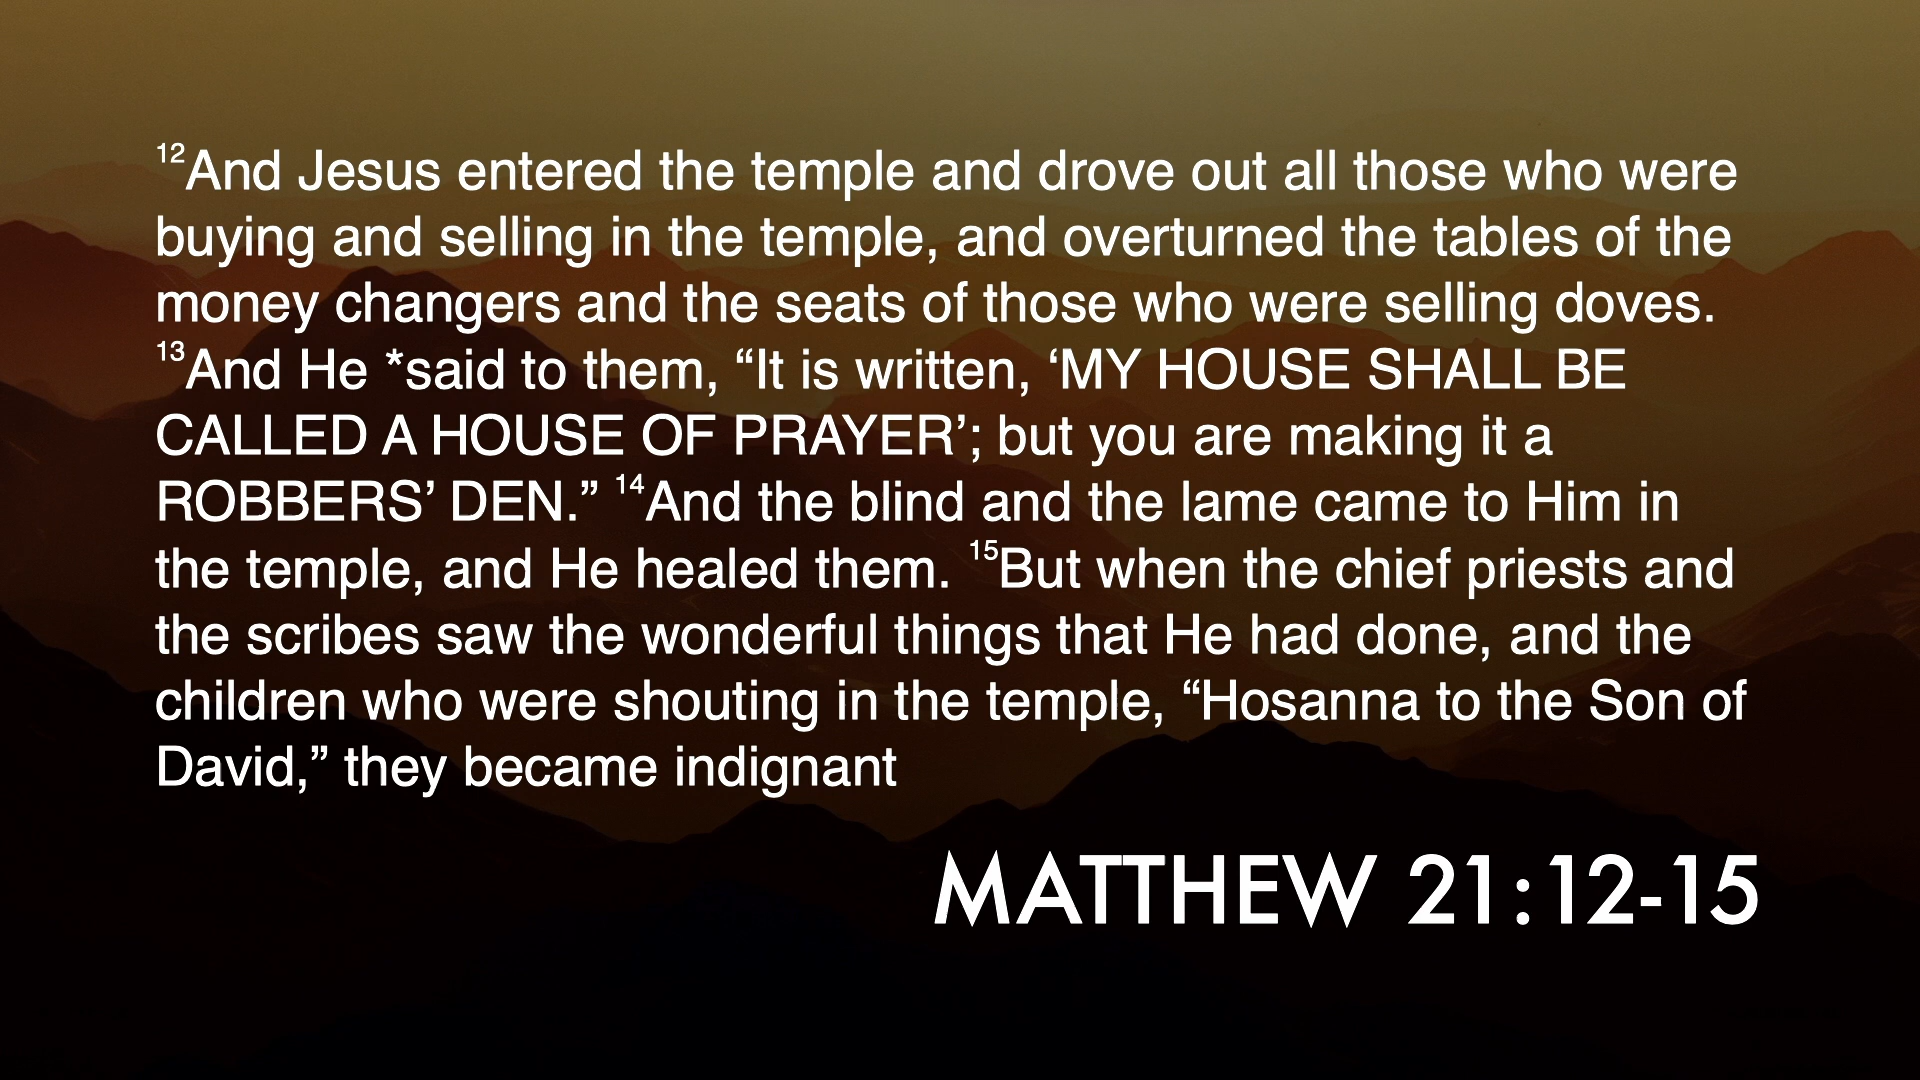 ¹²And Jesus entered the temple and drove out all those who were
buying and selling in the temple, and overturned the tables of the
money changers and the seats of those who were selling doves.
¹³And He *said to them, “It is written, ‘MY HOUSE SHALL BE
CALLED A HOUSE OF PRAYER’; but you are making it a
ROBBERS’ DEN.” ¹⁴And the blind and the lame came to Him in
the temple, and He healed them. ¹⁵But when the chief priests and
the scribes saw the wonderful things that He had done, and the
children who were shouting in the temple, “Hosanna to the Son of
David,” they became indignant
MATTHEW 21:12-15